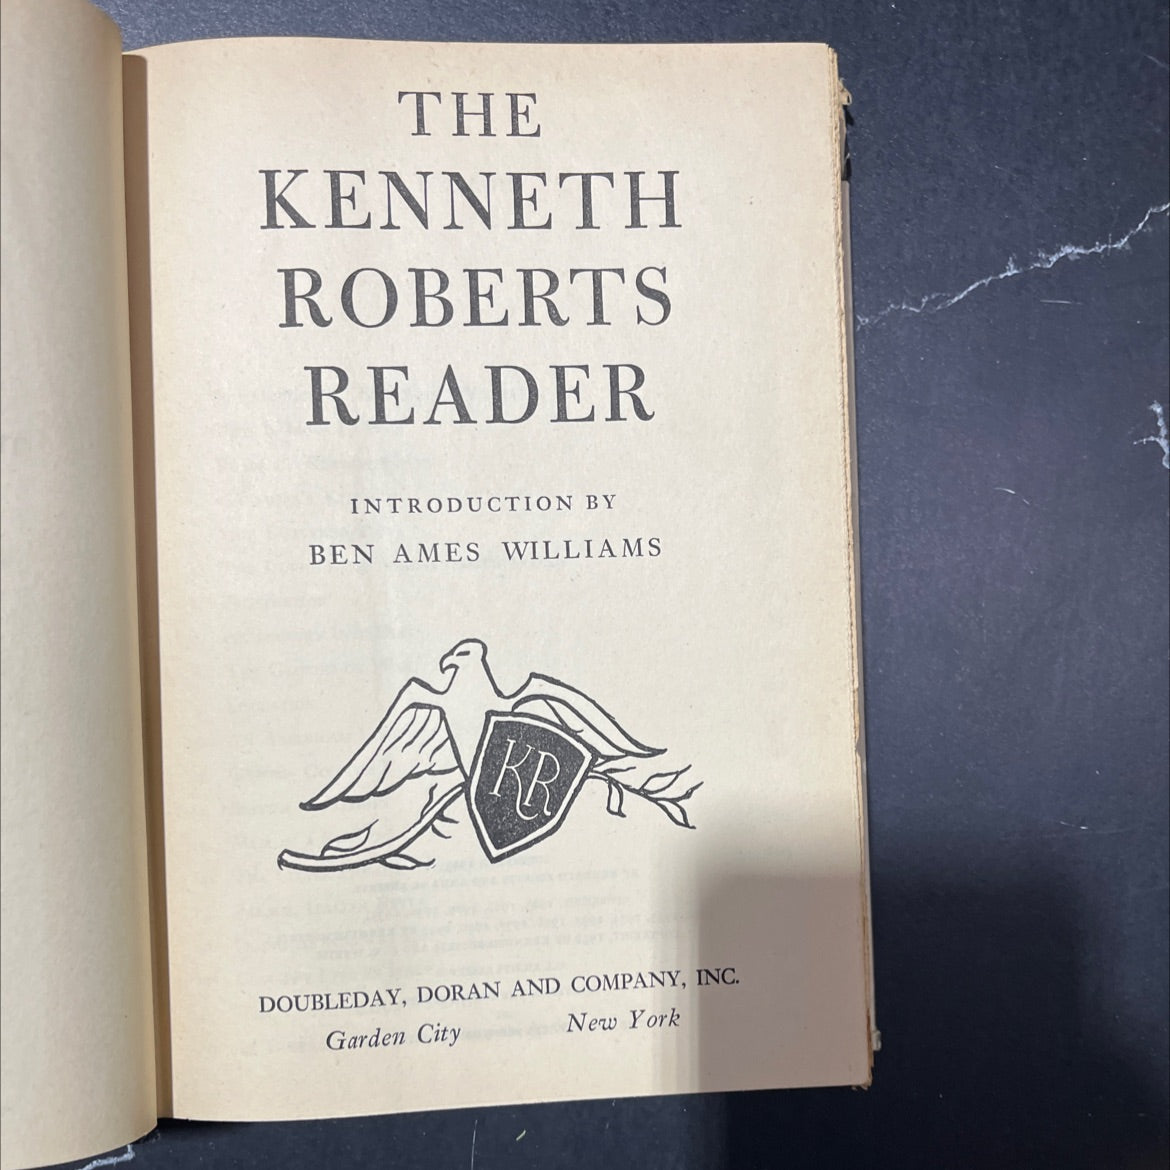 THE
KENNETH
ROBERTS
READER
INTRODUCTION BY
BEN AMES WILLIAMS
KR
DOUBLEDAY, DORAN AND COMPANY, INC.
Garden City New York